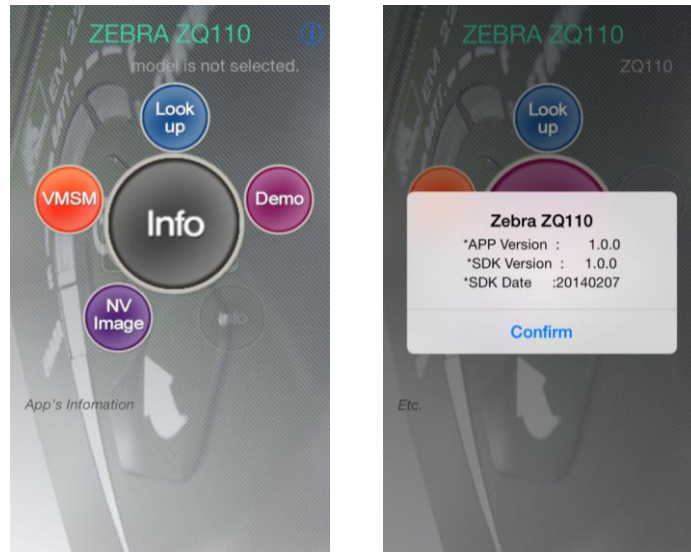 ZEBRA ZQ110
model is not selected.
Look
up
VMSM
Info
Demo
NV
Image
Info
App's Infomation
ZEBRA ZQ110
ZQ110
Look
up
Zebra ZQ110
*APP Version : 1.0.0
*SDK Version : 1.0.0
*SDK Date :20140207
Confirm
Etc.